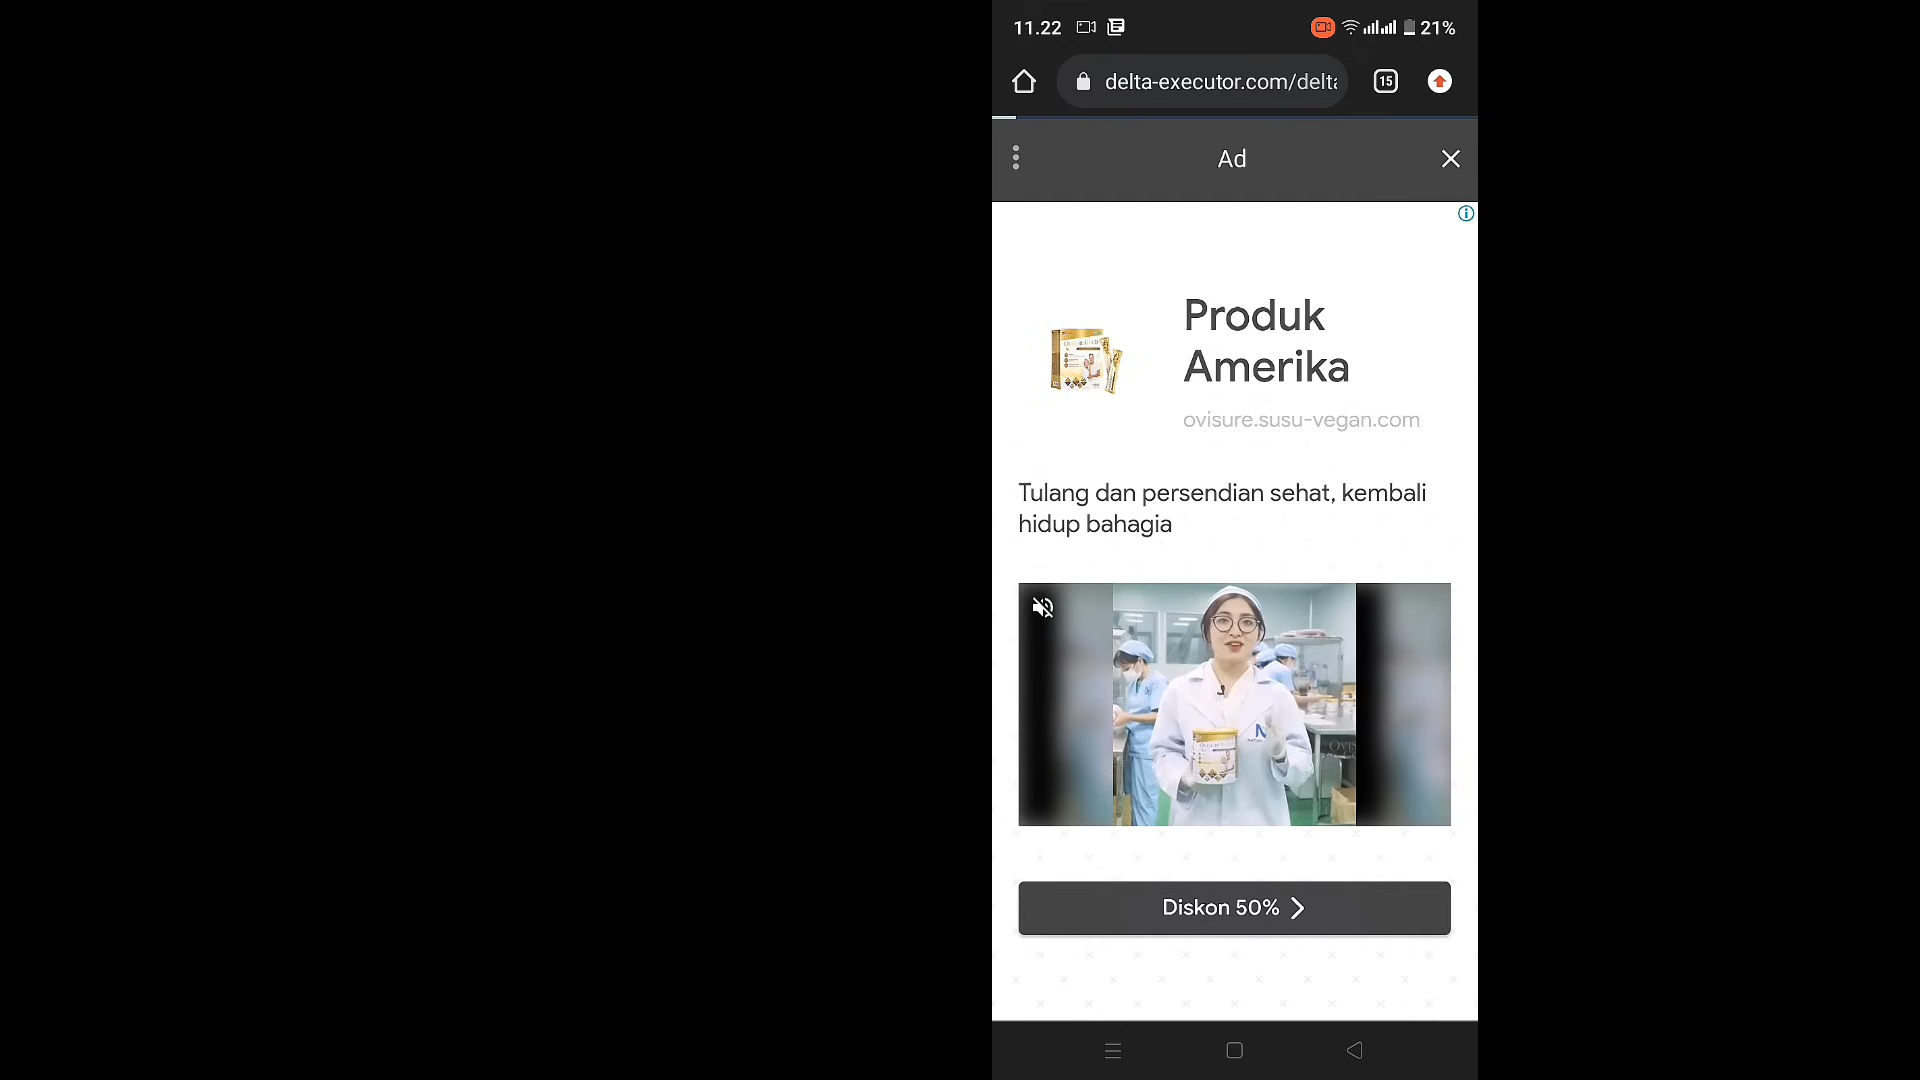 11.22
21%
delta-executor.com/delta
15
Ad
Produk
Amerika
ovisure.susu-vegan.com
Tulang dan persendian sehat, kembali
hidup bahagia
Diskon 50%